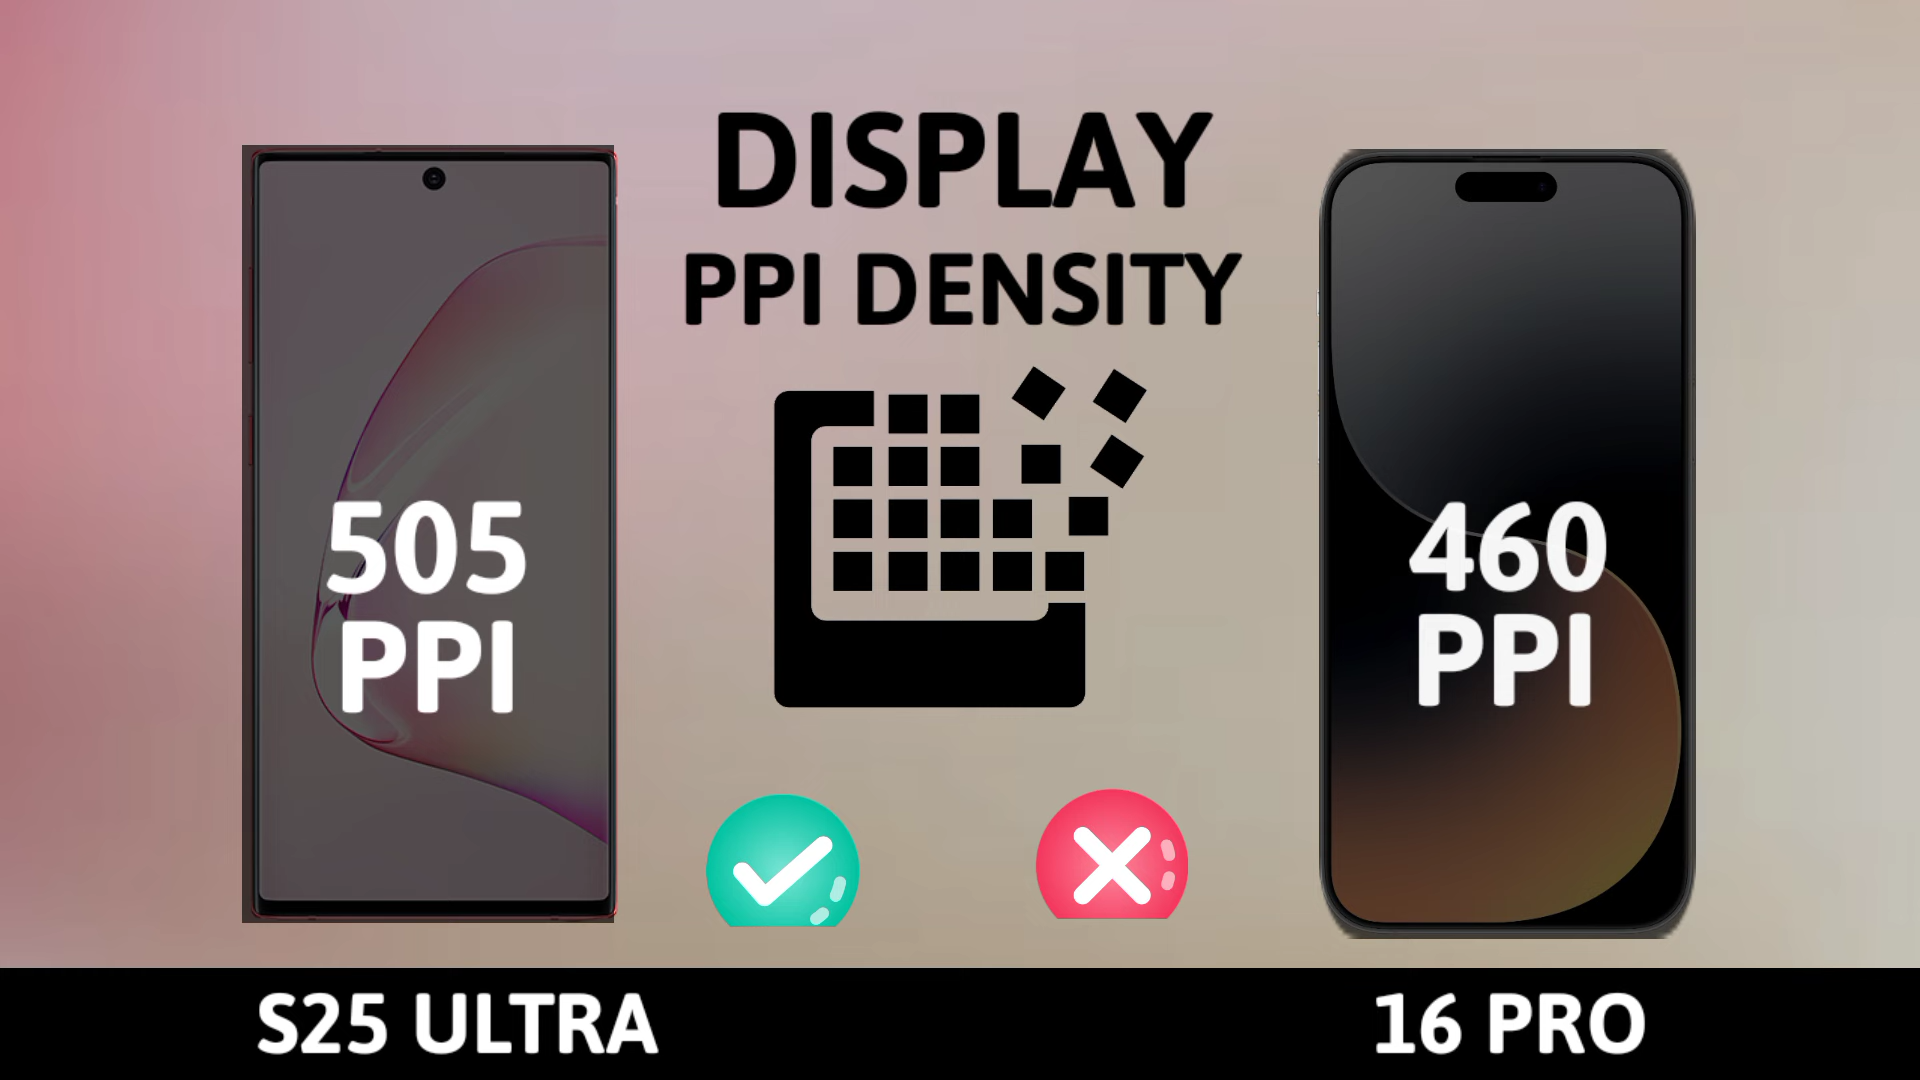 DISPLAY
PPI DENSITY
505
PPI
460
PPI
S25 ULTRA
16 PRO